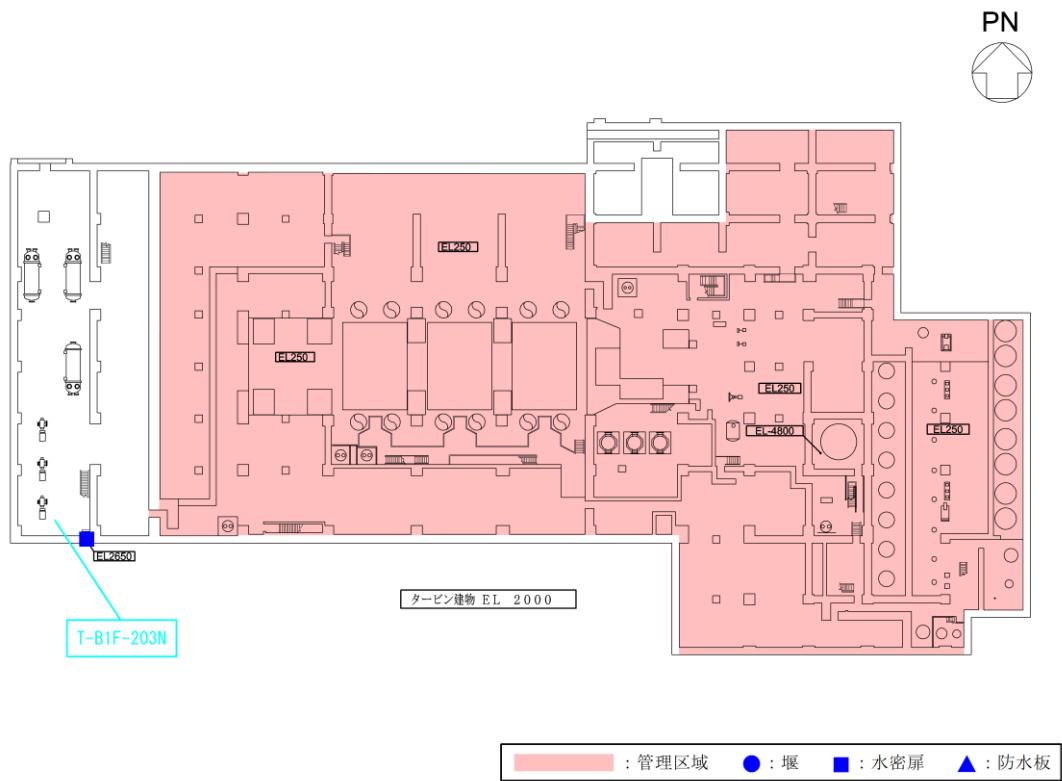 PN
EL250
EL250
EL250
EL-4800
EL250
EL2650
タービン建物 EL 2000
T-B1F-203N
：管理区域 ：堰 ：水密扉 ：防水板